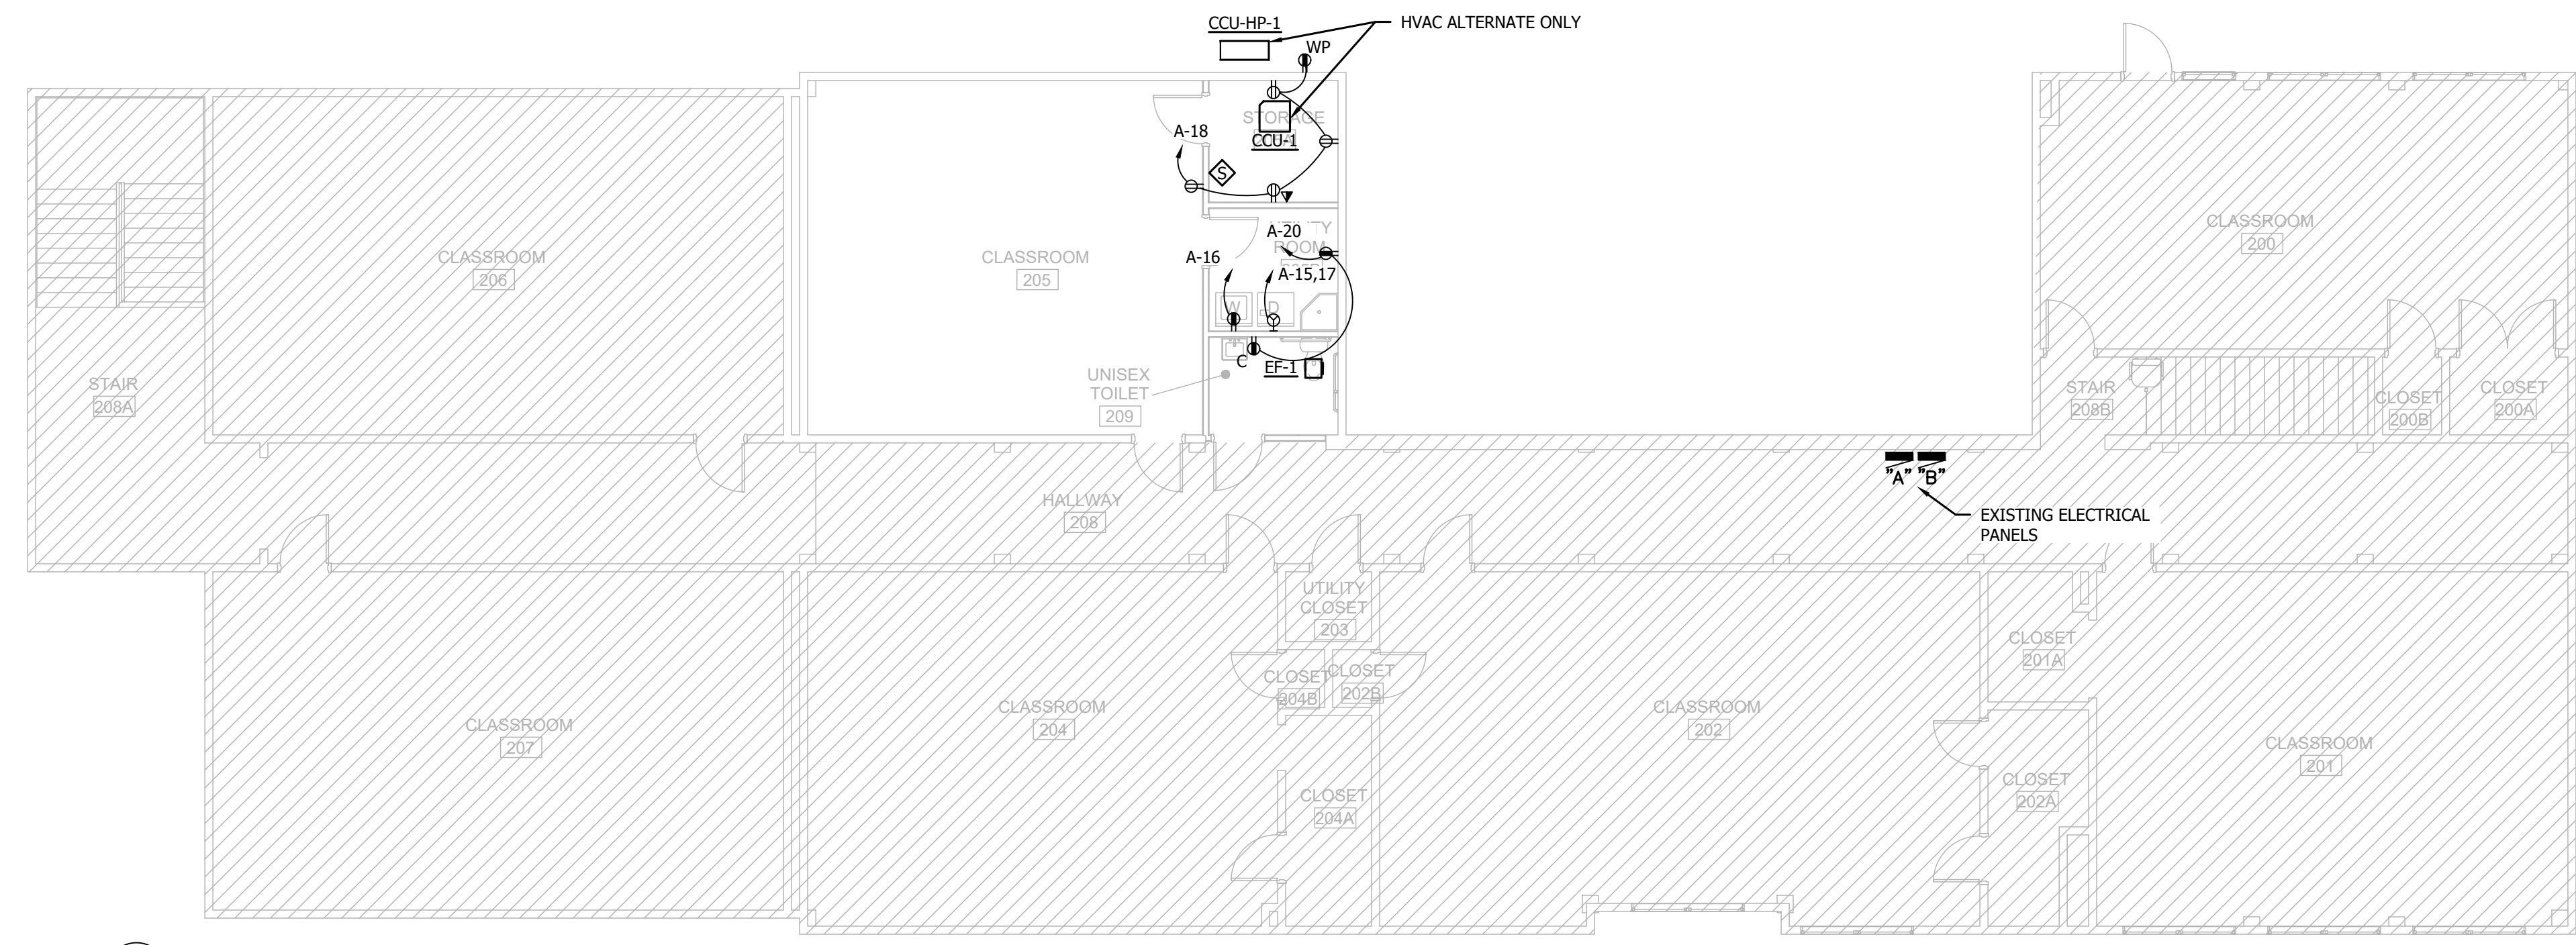 CCU-HP-1
HVAC ALTERNATE ONLY
WP
A-18
STORAGE
CCU-1
S
CLASSROOM
206
CLASSROOM
205
A-20
ROOM
A-16
A-15,17
W
D
C
EF-1
UNISEX
TOILET
209
STAIR
208A
CLASSROOM
200
STAIR
208B
CLOSET
200B
CLOSET
200A
HALLWAY
208
"A" "B"
EXISTING ELECTRICAL
PANELS
UTILITY
CLOSET
203
CLOSET
204B
CLOSET
202B
CLOSET
201A
CLASSROOM
207
CLASSROOM
204
CLASSROOM
202
CLASSROOM
201
CLOSET
204A
CLOSET
202A